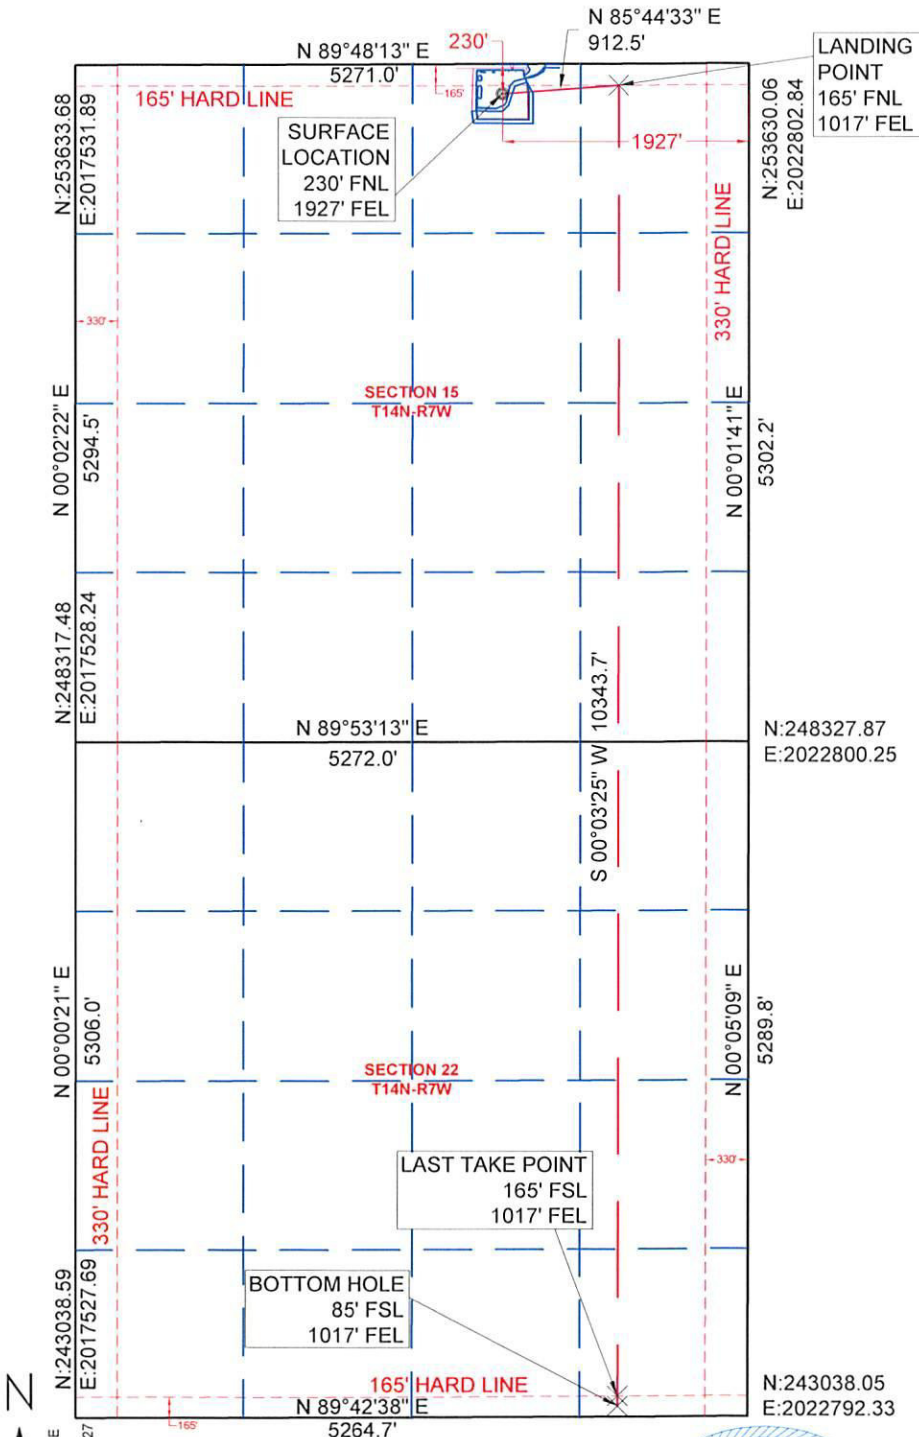 N 85°44'33" E
912.5'
230'
N 89°48'13" E
5271.0'
LANDING
POINT
165' FNL
1017' FEL
165' HARD LINE
165'
N:253633.68
E:2017531.89
N:253630.06
E:2022802.84
SURFACE
LOCATION
230' FNL
1927' FEL
1927'
330' HARD LINE
330'
SECTION 15
T14N-R7W
N 00°02'22" E
5294.5'
N 00°01'41" E
5302.2'
N:248317.48
E:2017528.24
S 00°03'25" W 10343.7'
N 89°53'13" E
5272.0'
N:248327.87
E:2022800.25
N 00°00'21" E
5306.0'
N 00°05'09" E
5289.8'
SECTION 22
T14N-R7W
330' HARD LINE
330'
LAST TAKE POINT
165' FSL
1017' FEL
BOTTOM HOLE
85' FSL
1017' FEL
N:243038.59
E:2017527.69
165' HARD LINE
N 89°42'38" E
5264.7'
165'
N:243038.05
E:2022792.33
N
E
27